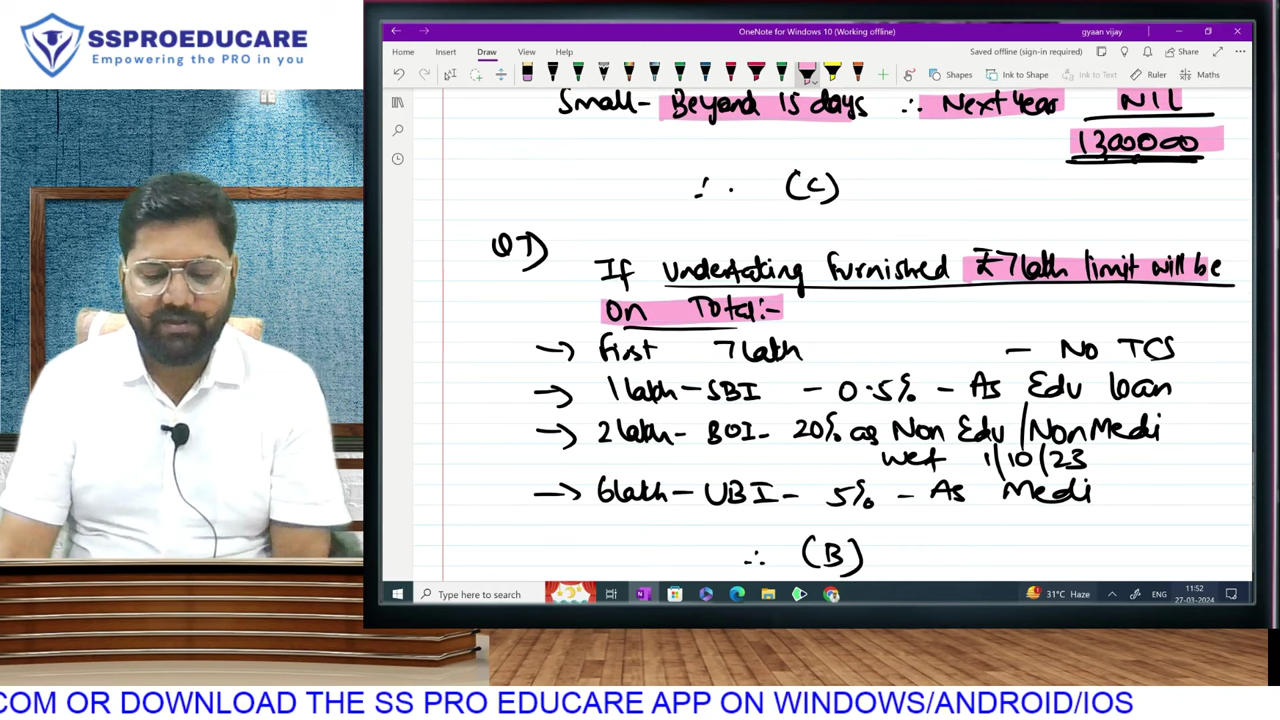 SSPROEDUCARE
Empowering the PRO in you
OneNote for Windows 10 (Working offline)
gyaan vijay
Home Insert Draw View Help
Saved offline (sign-in required)
Share
Shapes
Ink to Shape
Ink to Text
Ruler
Maths
Small- Beyond 15 days ∴ Next Year NIL
1300000
∴ (C)
Q7)
If undertaking furnished ₹7lakh limit will be
on Total:-
→ first 7lakh - No TCS
→ 1lakh - SBI - 0.5% - As Edu loan
→ 2lakh - BOI - 20% as Non Edu/Non Medi
wef 1/10/23
→ 6lakh - UBI - 5% - As Medi
∴ (B)
Type here to search
31°C Haze
ENG
11:52
27-03-2024
COM OR DOWNLOAD THE SS PRO EDUCARE APP ON WINDOWS/ANDROID/IOS